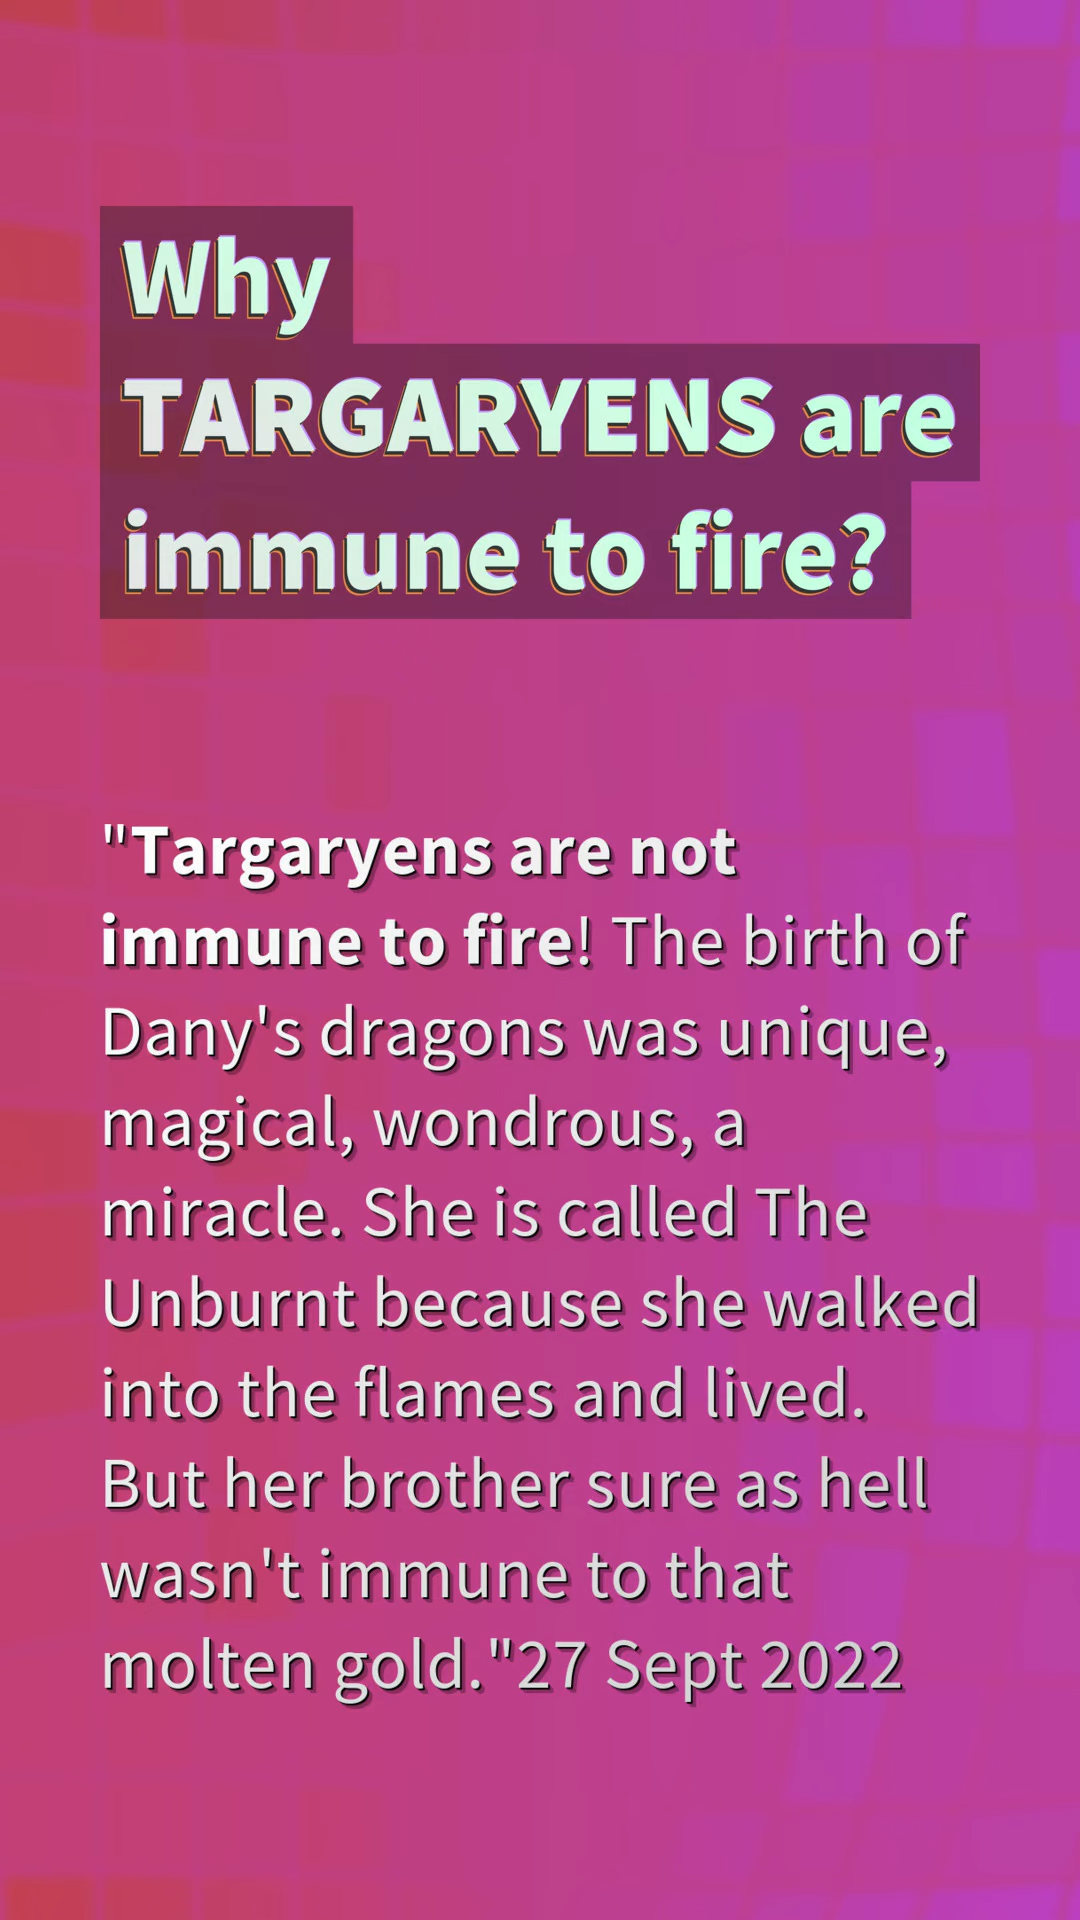 Why
TARGARYENS are
immune to fire?
"Targaryens are not
immune to fire! The birth of
Dany's dragons was unique,
magical, wondrous, a
miracle. She is called The
Unburnt because she walked
into the flames and lived.
But her brother sure as hell
wasn't immune to that
molten gold."27 Sept 2022